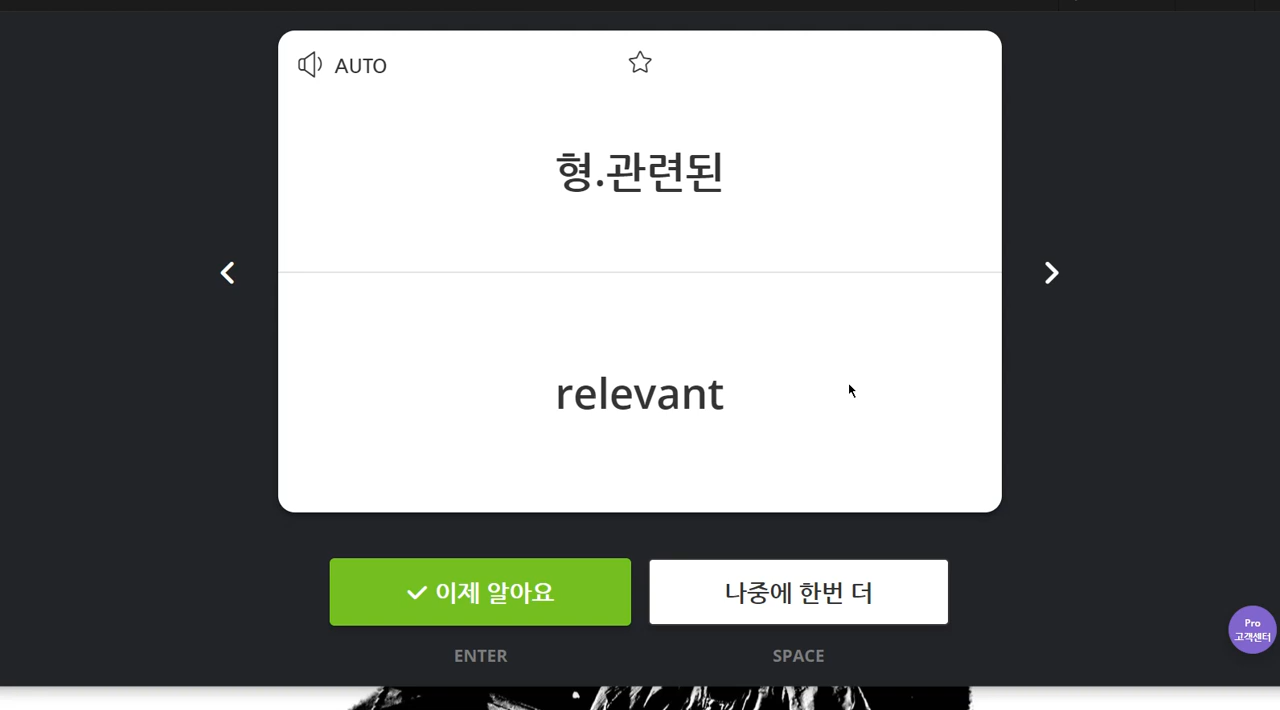 AUTO
형.관련된
relevant
이제 알아요
나중에 한번 더
ENTER
SPACE
Pro
고객센터